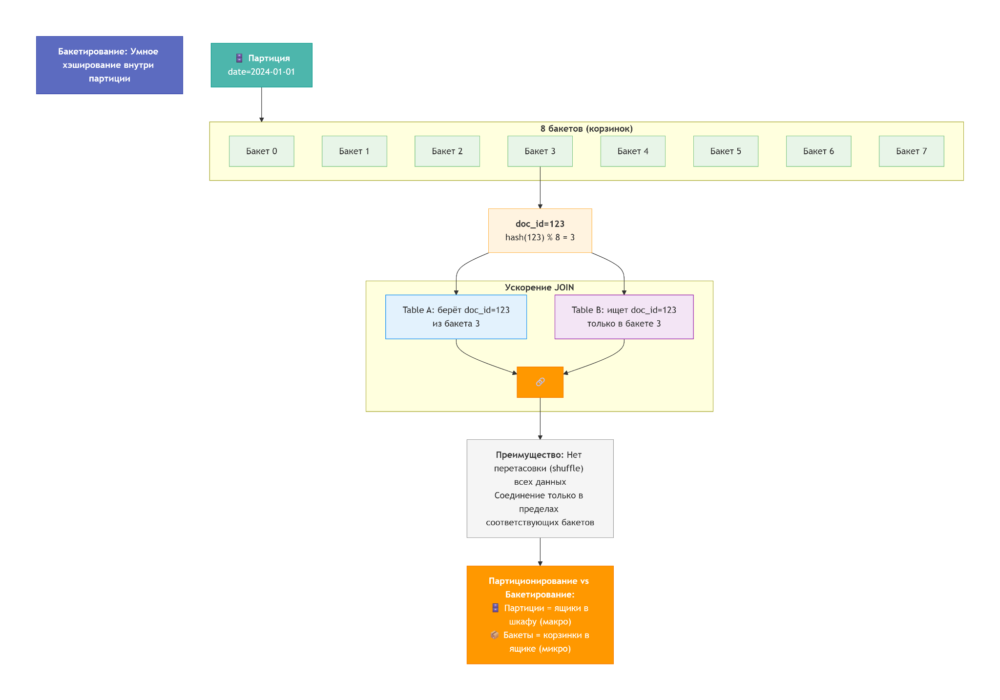 Бакетирование: Умное
хэширование внутри
партиции
🗄️ Партиция
date=2024-01-01
8 бакетов (корзинок)
Бакет 0
Бакет 1
Бакет 2
Бакет 3
Бакет 4
Бакет 5
Бакет 6
Бакет 7
doc_id=123
hash(123) % 8 = 3
Ускорение JOIN
Table A: берёт doc_id=123
из бакета 3
Table B: ищет doc_id=123
только в бакете 3
🔗
Преимущество: Нет
перетасовки (shuffle)
всех данных
Соединение только в
пределах
соответствующих бакетов
Партиционирование vs
Бакетирование:
🗄️ Партиции = ящики в
шкафу (макро)
📦 Бакеты = корзинки в
ящике (микро)